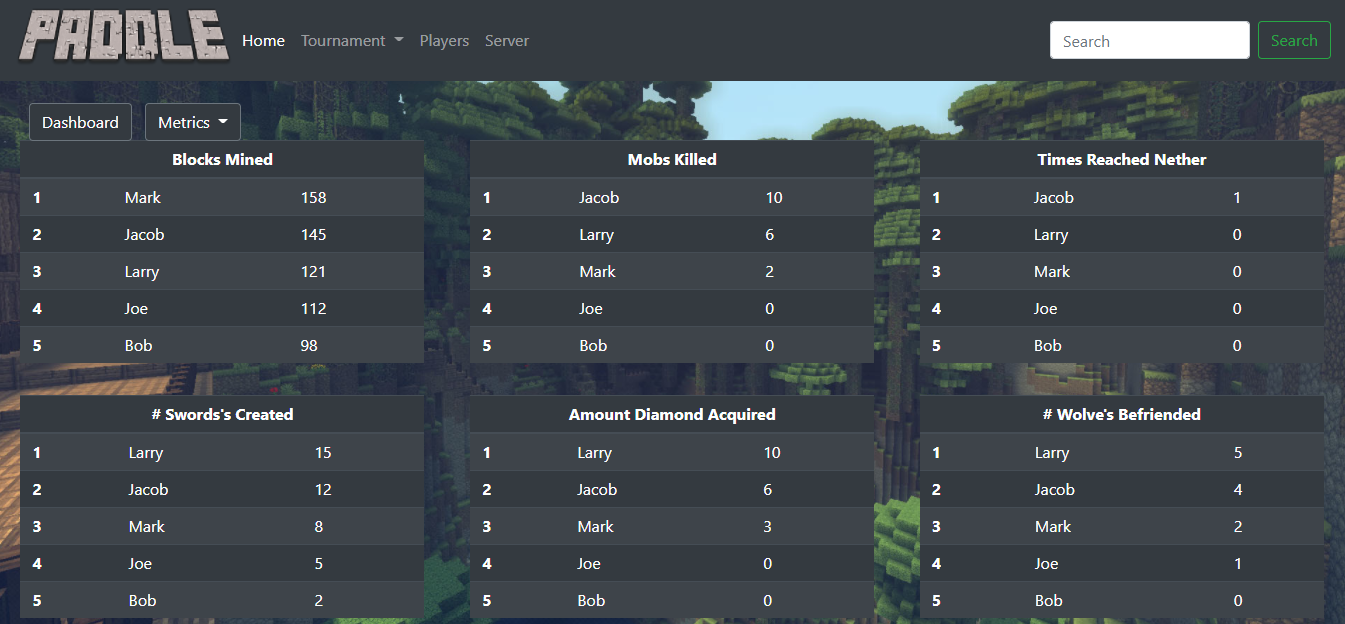 PADDLE Home Tournament Players Server Search Search
Dashboard Metrics
Blocks Mined
1 Mark 158
2 Jacob 145
3 Larry 121
4 Joe 112
5 Bob 98
Mobs Killed
1 Jacob 10
2 Larry 6
3 Mark 2
4 Joe 0
5 Bob 0
Times Reached Nether
1 Jacob 1
2 Larry 0
3 Mark 0
4 Joe 0
5 Bob 0
# Swords's Created
1 Larry 15
2 Jacob 12
3 Mark 8
4 Joe 5
5 Bob 2
Amount Diamond Acquired
1 Larry 10
2 Jacob 6
3 Mark 3
4 Joe 0
5 Bob 0
# Wolve's Befriended
1 Larry 5
2 Jacob 4
3 Mark 2
4 Joe 1
5 Bob 0